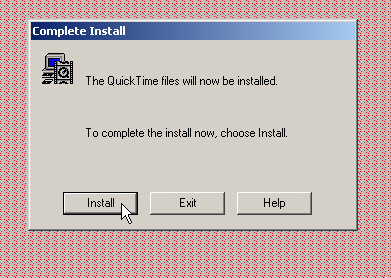 Complete Install
The QuickTime files will now be installed.
To complete the install now, choose Install.
Install Exit Help